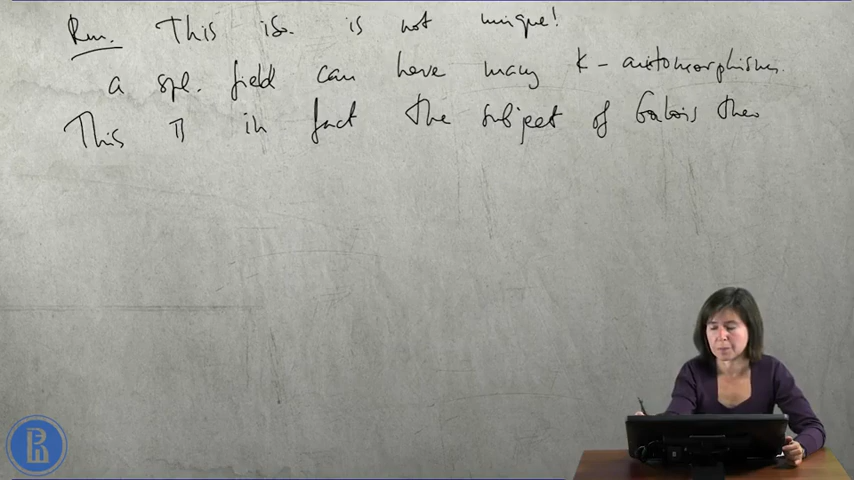 Rm. This iso. is not unique!
a spl. field can have many K-automorphisms.
This is in fact the subject of Galois theo